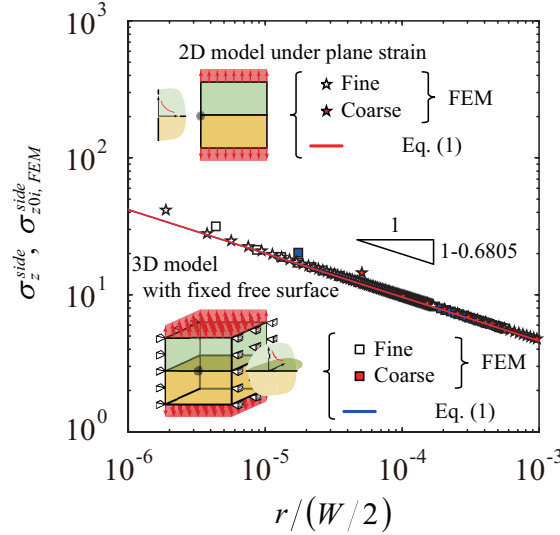 10^3
10^2
10^1
10^0
σ_z^{side} , σ_{z0i, FEM}^{side}
2D model under plane strain
Fine
Coarse
FEM
Eq. (1)
1
1-0.6805
3D model
with fixed free surface
Fine
Coarse
FEM
Eq. (1)
10^{-6} 10^{-5} 10^{-4} 10^{-3}
r/(W/2)